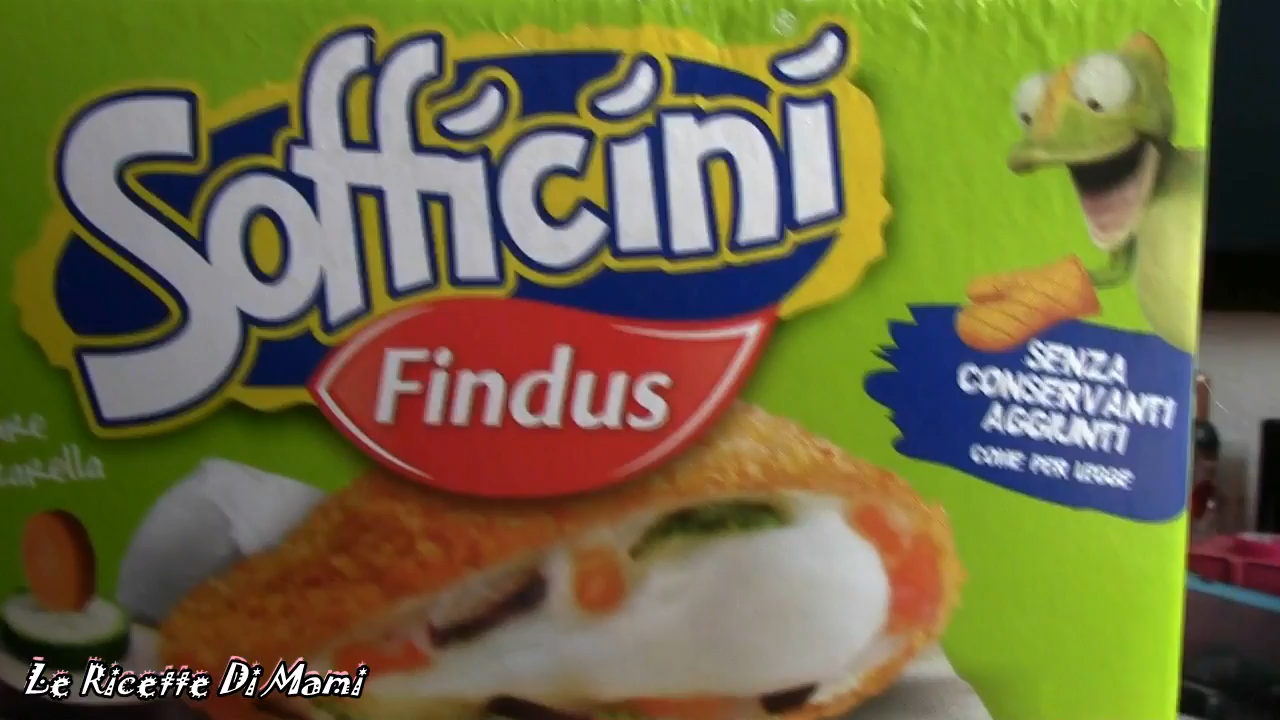 Sofficini
Findus
SENZA
CONSERVANTI
AGGIUNTI
COME PER LEGGE
Le Ricette Di Mami